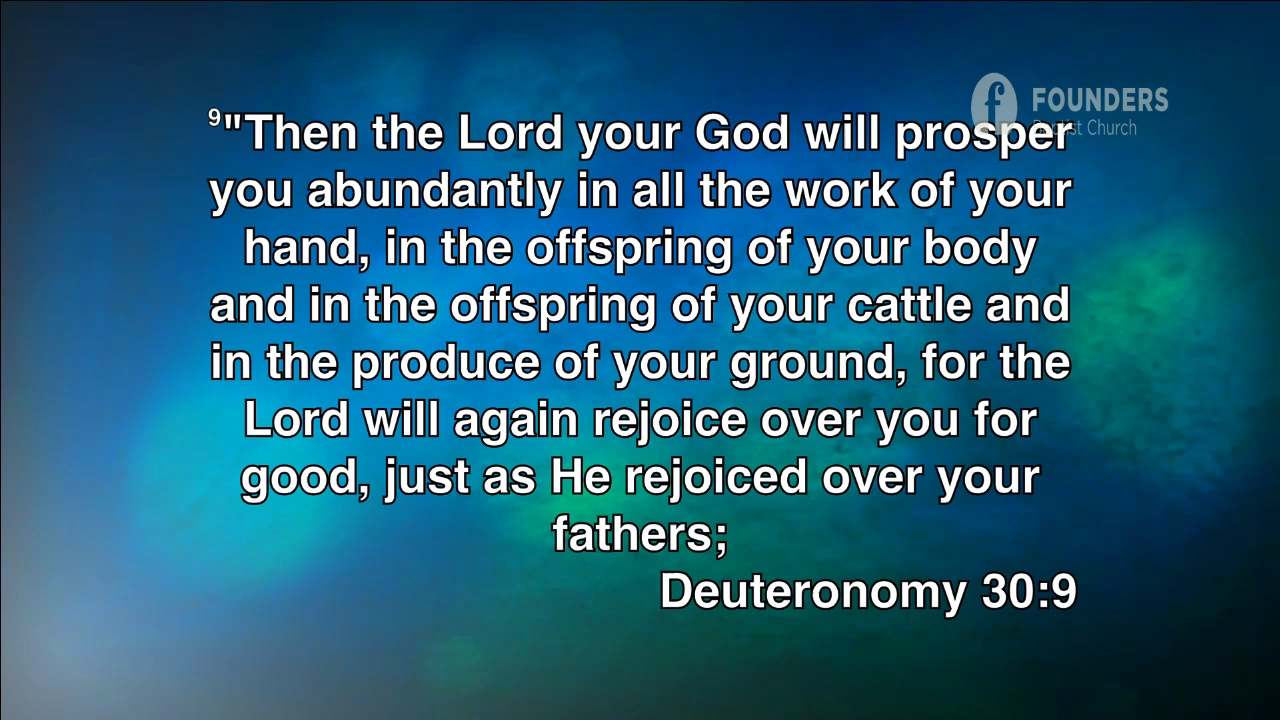 FOUNDERS
Baptist Church
9"Then the Lord your God will prosper
you abundantly in all the work of your
hand, in the offspring of your body
and in the offspring of your cattle and
in the produce of your ground, for the
Lord will again rejoice over you for
good, just as He rejoiced over your
fathers;
Deuteronomy 30:9